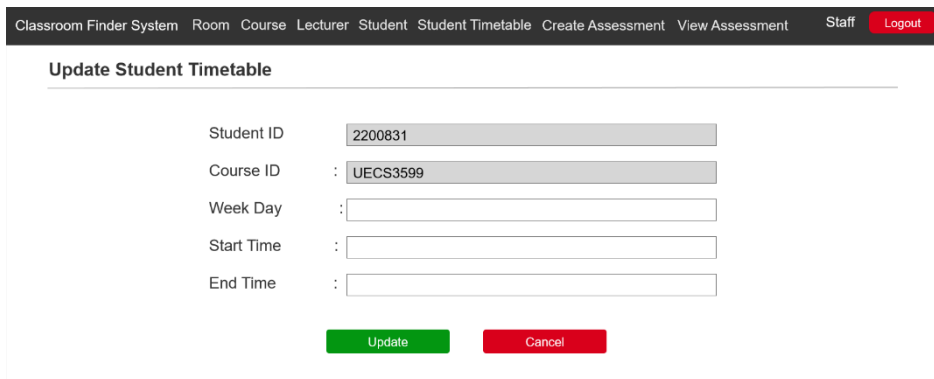 Classroom Finder System Room Course Lecturer Student Student Timetable Create Assessment View Assessment Staff Logout
Update Student Timetable
Student ID 2200831
Course ID : UECS3599
Week Day :
Start Time :
End Time :
Update Cancel